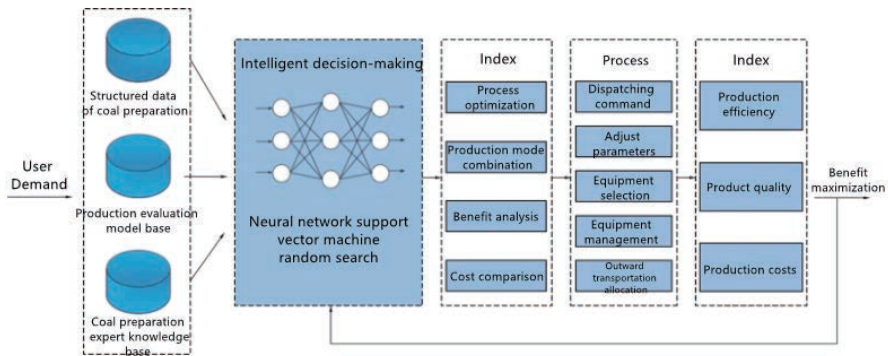 User
Demand
Structured data
of coal preparation
Production evaluation
model base
Coal preparation
expert knowledge
base
Intelligent decision-making
Neural network support
vector machine
random search
Index
Process
optimization
Production mode
combination
Benefit analysis
Cost comparison
Process
Dispatching
command
Adjust
parameters
Equipment
selection
Equipment
management
Outward
transportation
allocation
Index
Production
efficiency
Product quality
Production costs
Benefit
maximization